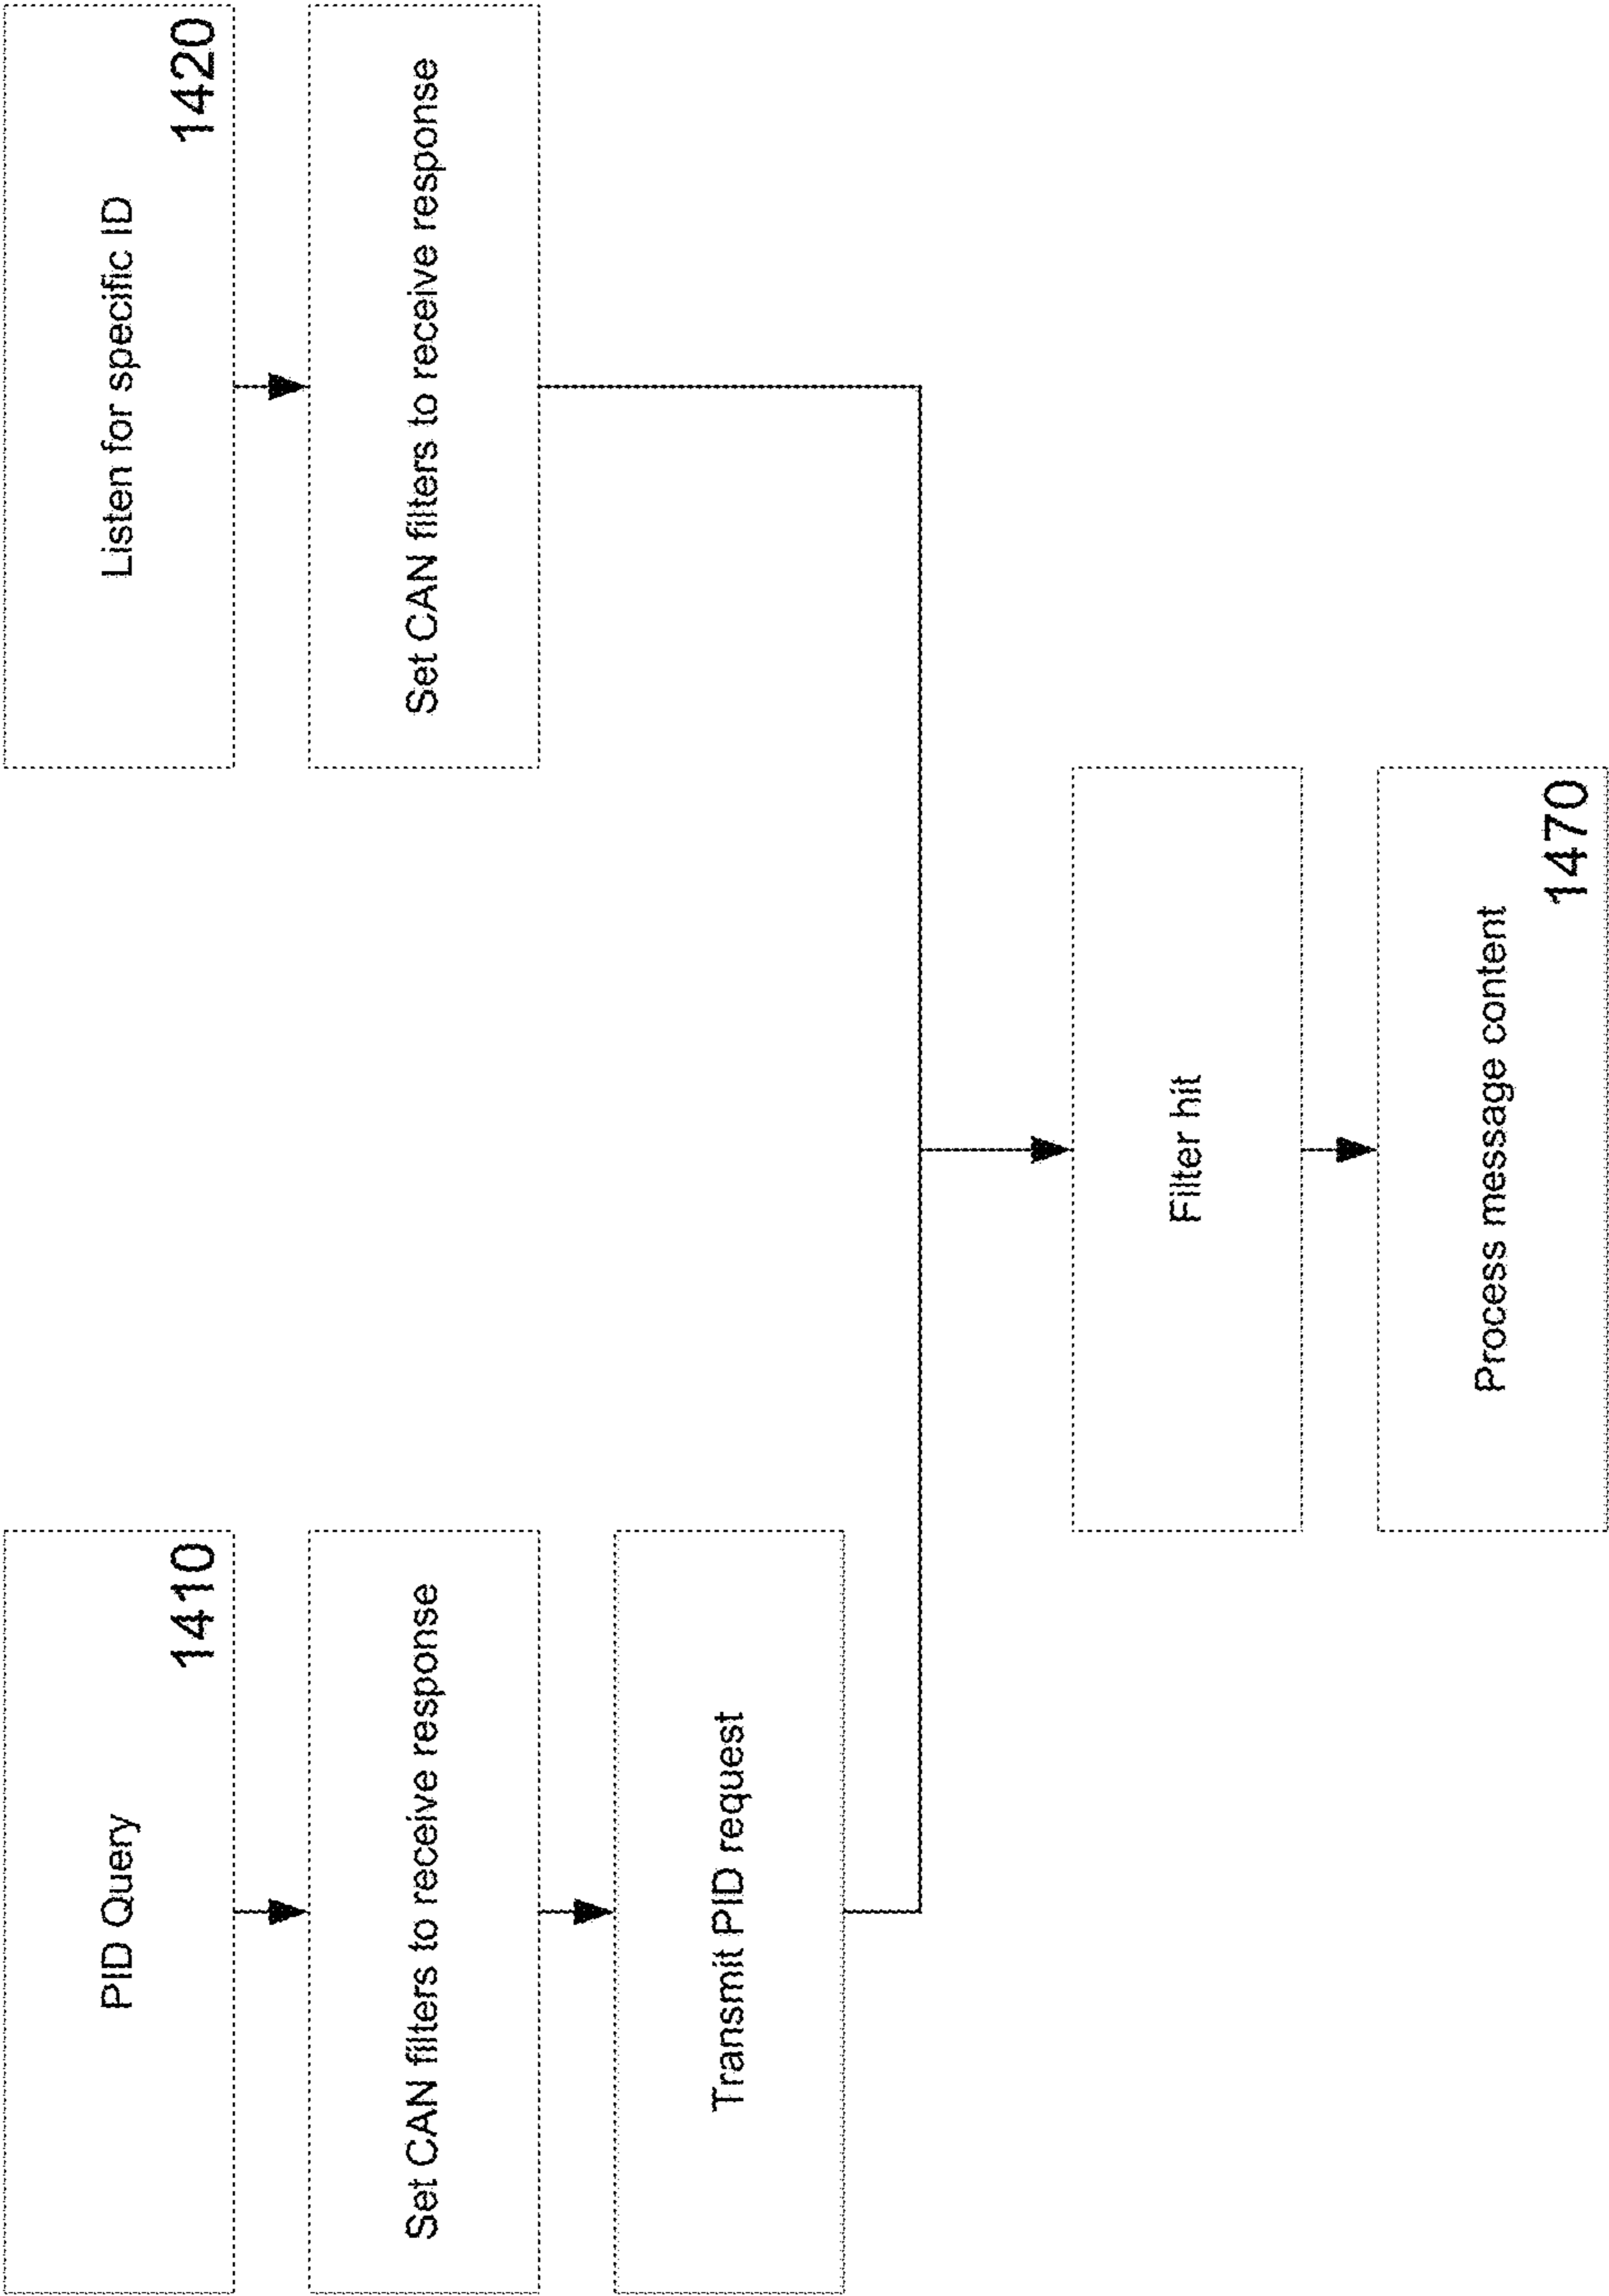 PID Query
1410
Set CAN filters to receive response
Transmit PID request
Listen for specific ID
1420
Set CAN filters to receive response
Filter hit
Process message content
1470